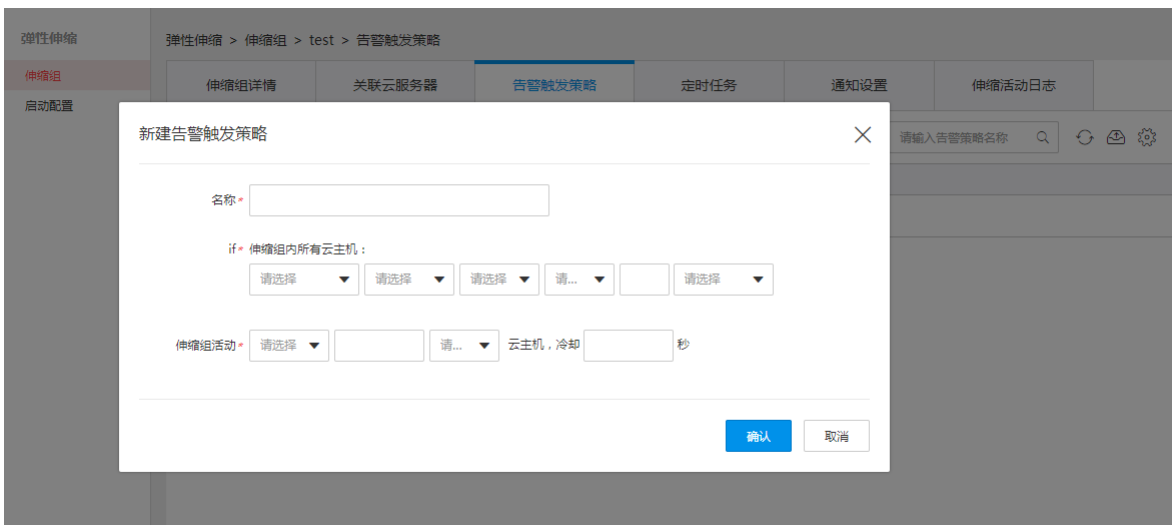 弹性伸缩
弹性伸缩 > 伸缩组 > test > 告警触发策略
伸缩组
启动配置
伸缩组详情 关联云服务器 告警触发策略 定时任务 通知设置 伸缩活动日志
请输入告警策略名称
新建告警触发策略
名称*
if* 伸缩组内所有云主机：
请选择 请选择 请选择 请... 请选择
伸缩组活动* 请选择 请... 云主机，冷却 秒
确认 取消